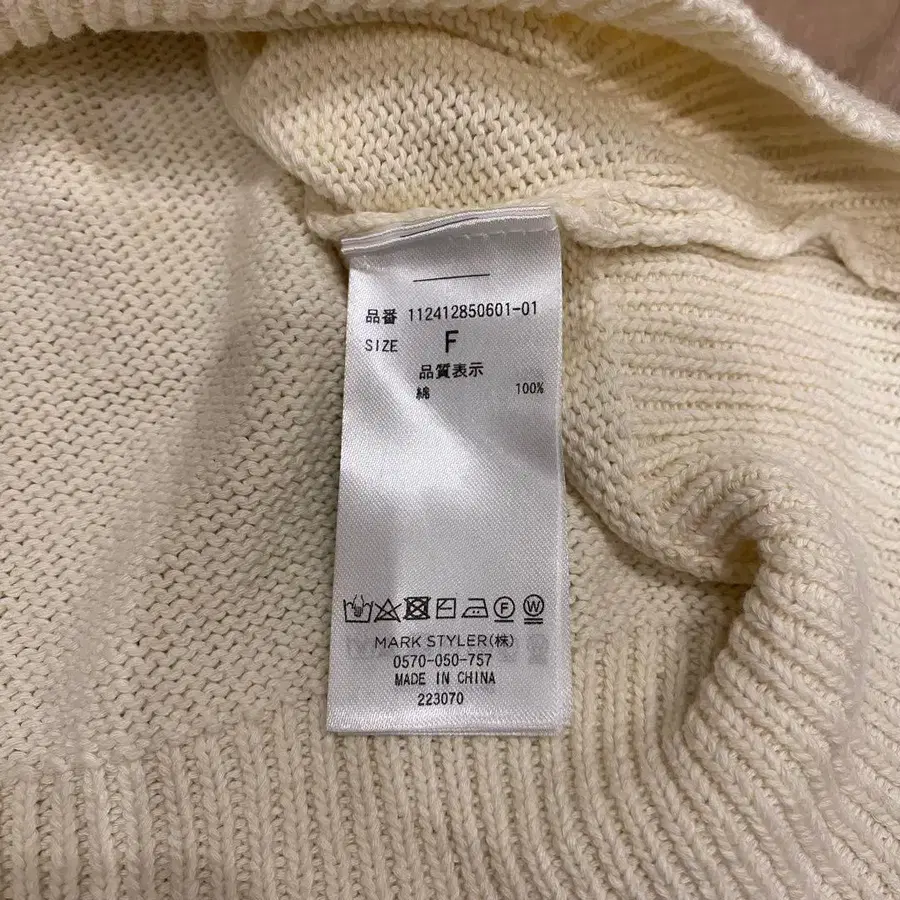 品番 112412850601-01
SIZE F
品質表示
綿 100%
F W
MARK STYLER(株)
0570-050-757
MADE IN CHINA
223070